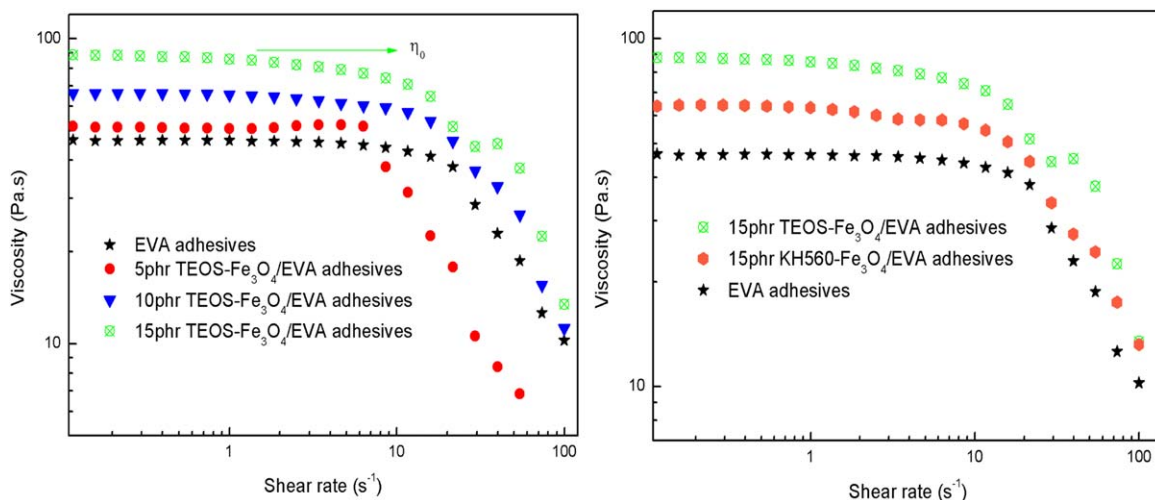 100
η₀
Viscosity (Pa.s)
EVA adhesives
5phr TEOS-Fe₃O₄/EVA adhesives
10phr TEOS-Fe₃O₄/EVA adhesives
15phr TEOS-Fe₃O₄/EVA adhesives
10
1 10 100
Shear rate (s⁻¹)
100
Viscosity (Pa.s)
15phr TEOS-Fe₃O₄/EVA adhesives
15phr KH560-Fe₃O₄/EVA adhesives
EVA adhesives
10
1 10 100
Shear rate (s⁻¹)